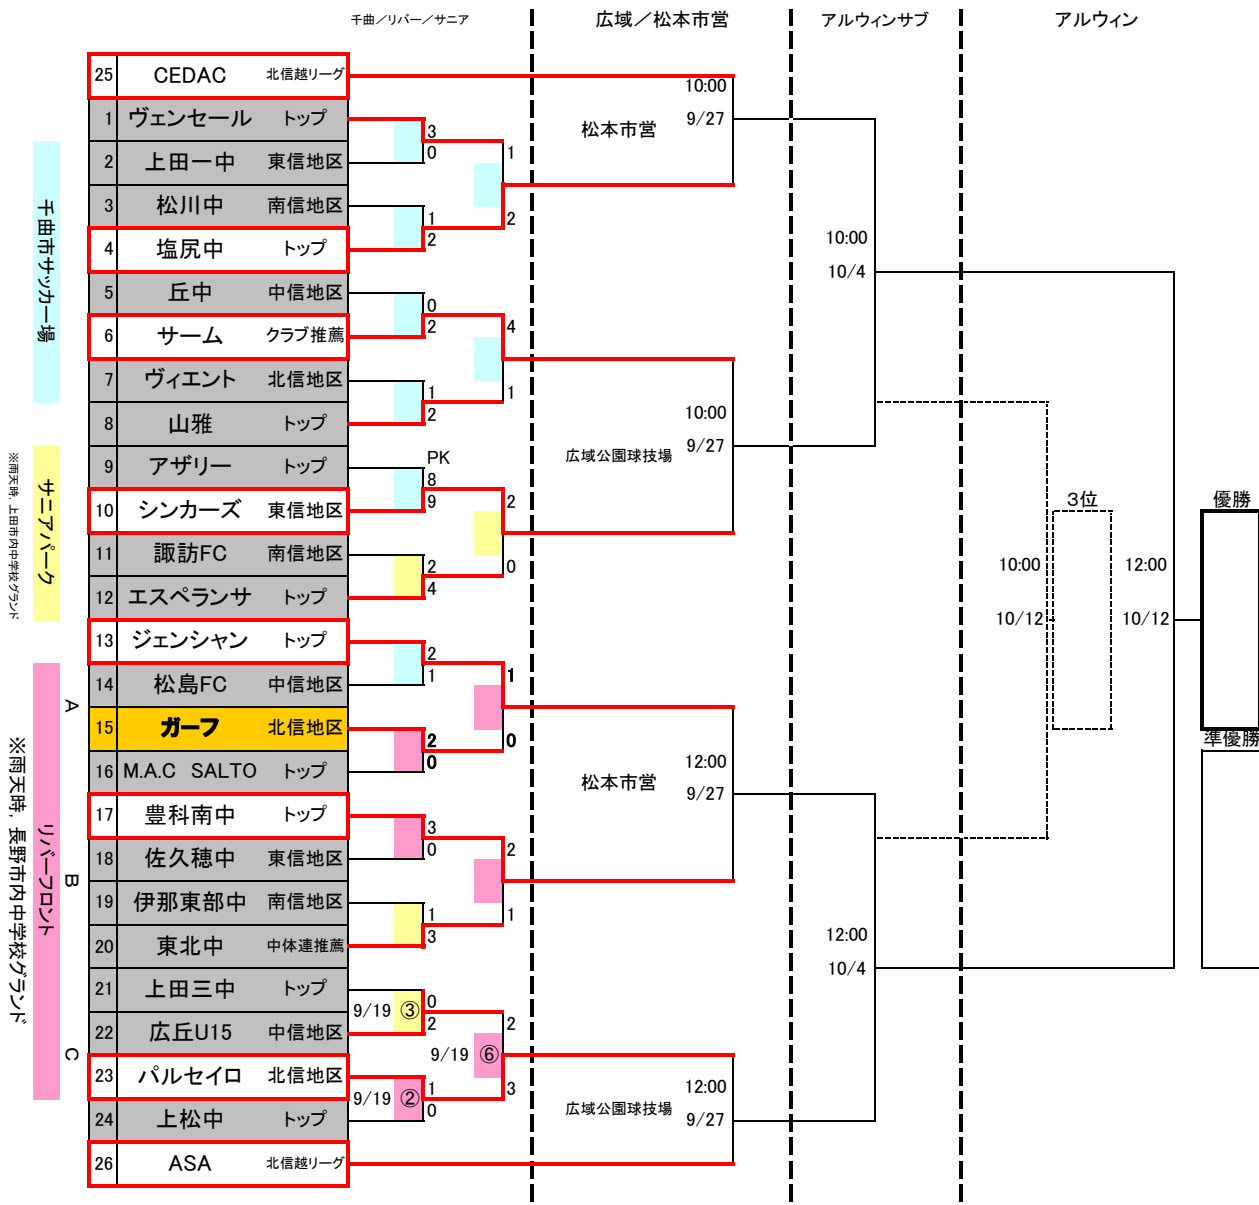 千曲／リバー／サニア
広域／松本市営
アルウィンサブ
アルウィン
25 CEDAC 北信越リーグ
1 ヴェンセール トップ
2 上田一中 東信地区
3 松川中 南信地区
4 塩尻中 トップ
5 丘中 中信地区
6 サーム クラブ推薦
7 ヴィエント 北信地区
8 山雅 トップ
9 アザリー トップ
10 シンカーズ 東信地区
11 諏訪FC 南信地区
12 エスペランサ トップ
13 ジェンシャン トップ
14 松島FC 中信地区
15 ガーフ 北信地区
16 M.A.C SALTO トップ
17 豊科南中 トップ
18 佐久穂中 東信地区
19 伊那東部中 南信地区
20 東北中 中体連推薦
21 上田三中 トップ
22 広丘U15 中信地区
23 パルセイロ 北信地区
24 上松中 トップ
26 ASA 北信越リーグ
千曲市サッカー場
サニアパーク
※雨天時，上田市内中学校グランド
リバーフロント
※雨天時，長野市内中学校グランド
A
B
C
3
0
1
2
0
2
1
2
PK
8
9
2
4
2
1
2
0
3
0
1
3
9/19 ③
0
2
9/19 ②
1
0
1
2
4
1
2
0
1
0
2
1
9/19 ⑥
2
3
松本市営
10:00
9/27
広域公園球技場
10:00
9/27
松本市営
12:00
9/27
広域公園球技場
12:00
9/27
10:00
10/4
12:00
10/4
10:00
10/12
3位
12:00
10/12
優勝
準優勝